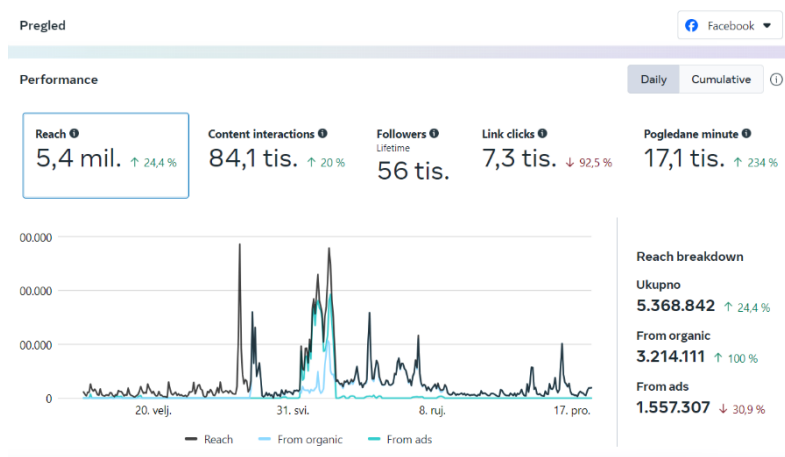 Pregled
Facebook
Performance
Daily Cumulative
Reach
5,4 mil. ↑ 24,4 %
Content interactions
84,1 tis. ↑ 20 %
Followers
Lifetime
56 tis.
Link clicks
7,3 tis. ↓ 92,5 %
Pogledane minute
17,1 tis. ↑ 234 %
00.000
00.000
00.000
0
20. velj. 31. svi. 8. ruj. 17. pro.
Reach From organic From ads
Reach breakdown
Ukupno
5.368.842 ↑ 24,4 %
From organic
3.214.111 ↑ 100 %
From ads
1.557.307 ↓ 30,9 %